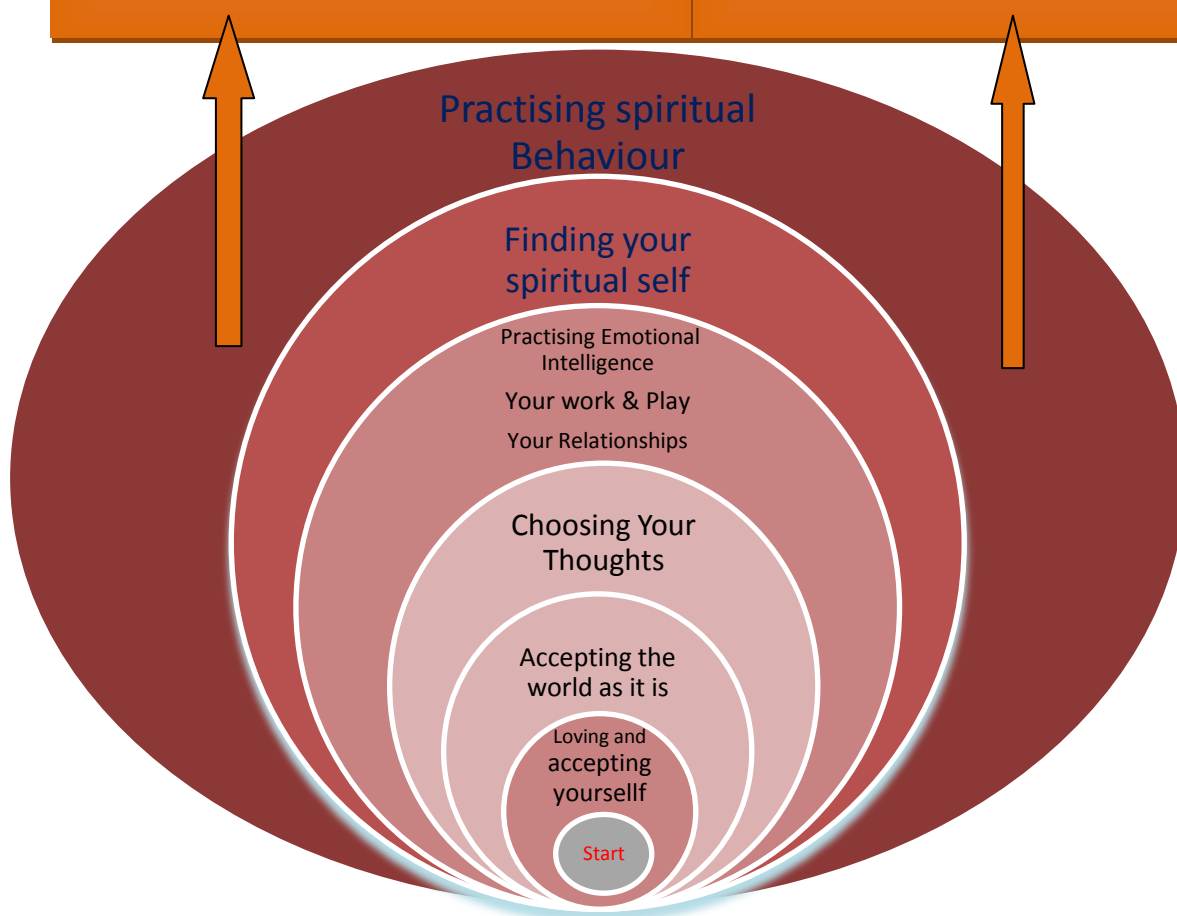 Practising spiritual
Behaviour
Finding your
spiritual self
Practising Emotional
Intelligence
Your work & Play
Your Relationships
Choosing Your
Thoughts
Accepting the
world as it is
Loving and
accepting
yoursellf
Start